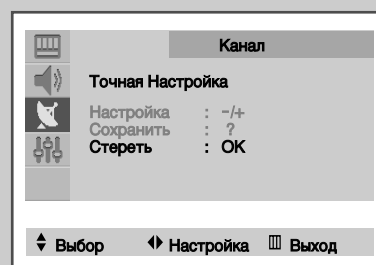 Канал
Точная Настройка
Настройка : -/+
Сохранить : ?
Стереть : OK
Выбор Настройка Выход